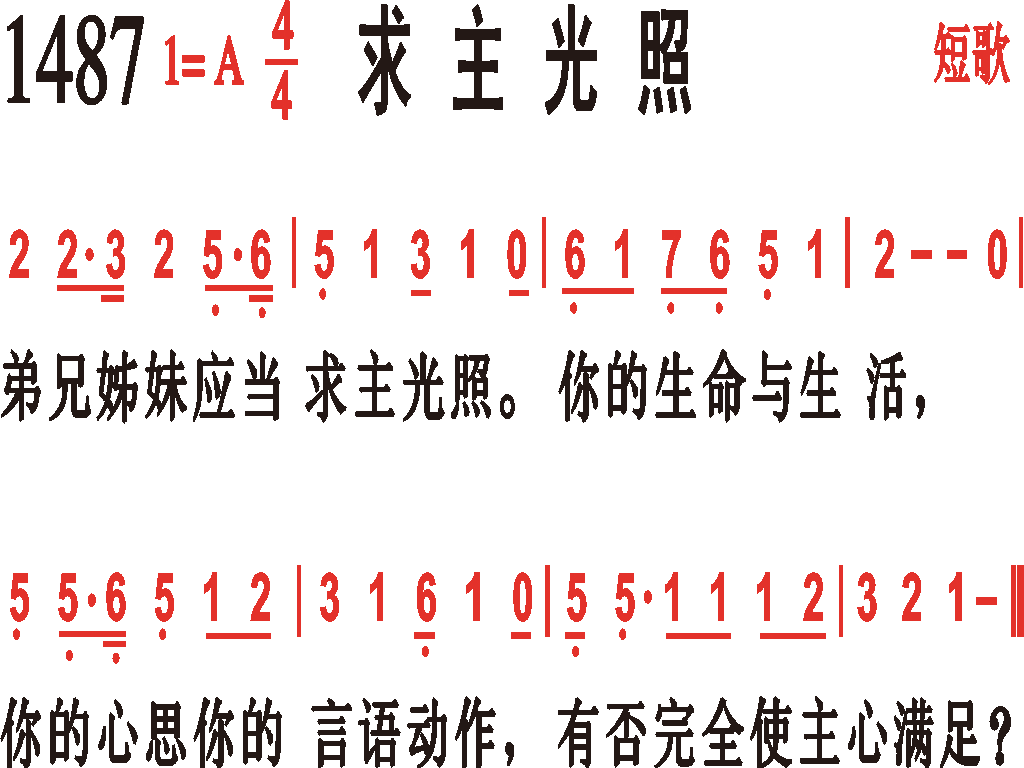 1487 1=A 4/4 求主光照 短歌
2 2·3 2 5·6 | 5 1 3 1 0 | 6 1 7 6 5 1 | 2 - - 0 |
弟兄姊妹应当 求主光照。 你的生命与生 活，
5 5·6 5 1 2 | 3 1 6 1 0 | 5 5·1 1 1 2 | 3 2 1 - ‖
你的心思你的 言语动作， 有否完全使主心满足？